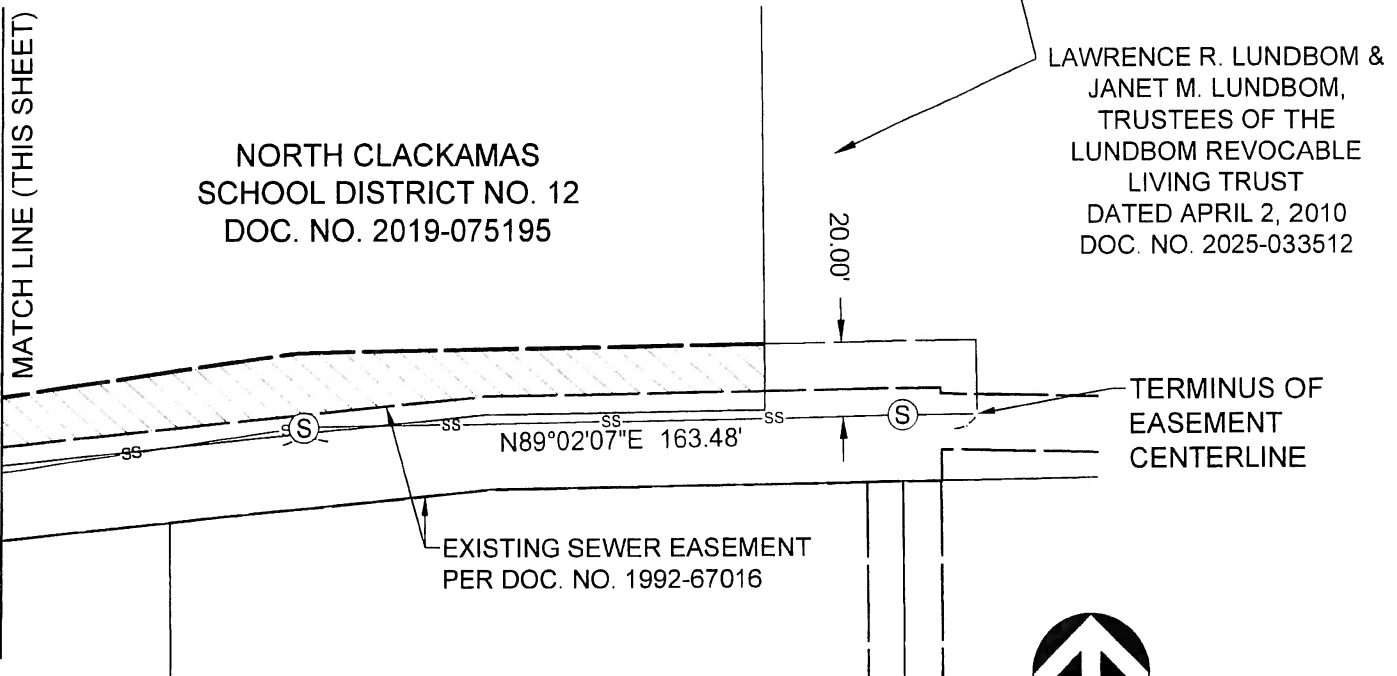 MATCH LINE (THIS SHEET)
NORTH CLACKAMAS
SCHOOL DISTRICT NO. 12
DOC. NO. 2019-075195
LAWRENCE R. LUNDBOM &
JANET M. LUNDBOM,
TRUSTEES OF THE
LUNDBOM REVOCABLE
LIVING TRUST
DATED APRIL 2, 2010
DOC. NO. 2025-033512
20.00'
SS
S
S
SS
SS
SS
S
N89°02'07"E 163.48'
TERMINUS OF
EASEMENT
CENTERLINE
EXISTING SEWER EASEMENT
PER DOC. NO. 1992-67016